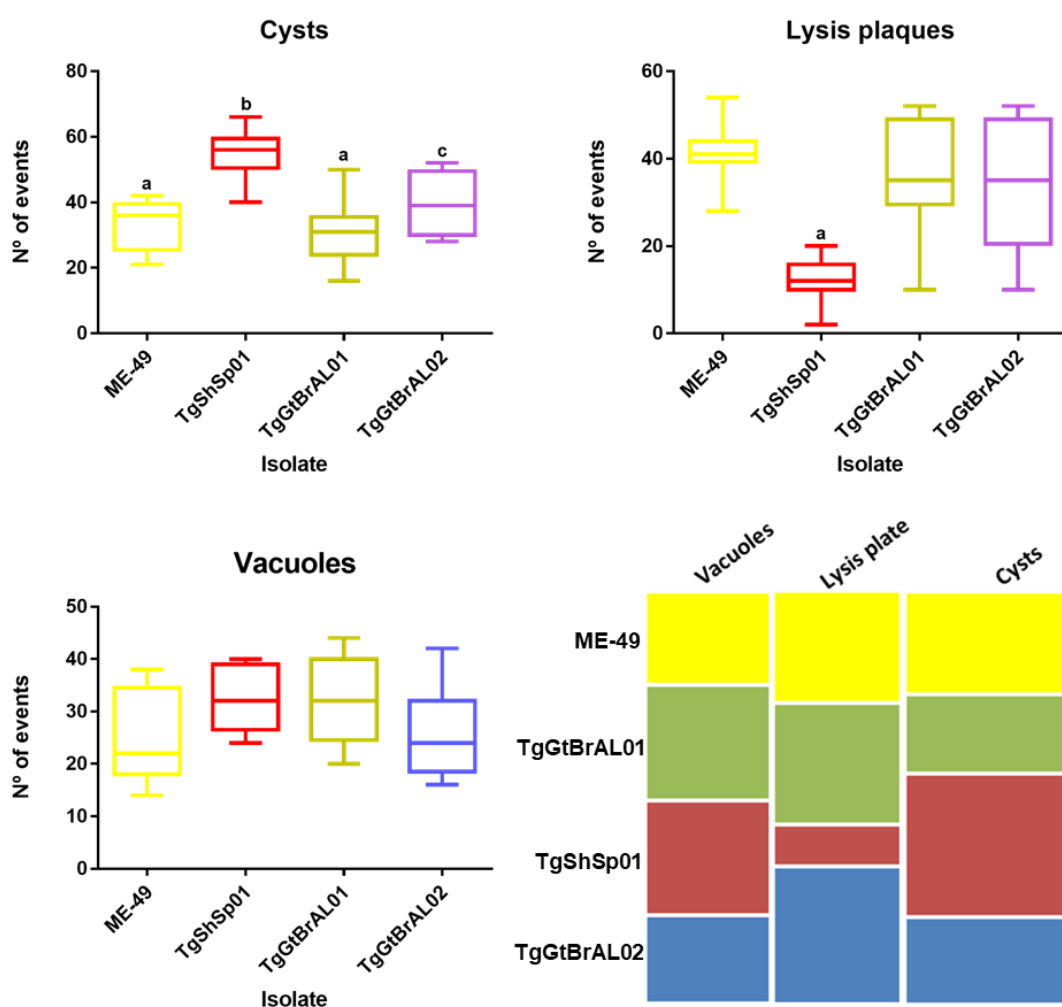 Cysts
Nº of events
80
60
40
20
0
a
b
a
c
ME-49
TgShSp01
TgGtBrAL01
TgGtBrAL02
Isolate
Lysis plaques
Nº of events
60
40
20
0
a
ME-49
TgShSp01
TgGtBrAL01
TgGtBrAL02
Isolate
Vacuoles
Nº of events
50
40
30
20
10
0
ME-49
TgShSp01
TgGtBrAL01
TgGtBrAL02
Isolate
Vacuoles
Lysis plate
Cysts
ME-49
TgGtBrAL01
TgShSp01
TgGtBrAL02